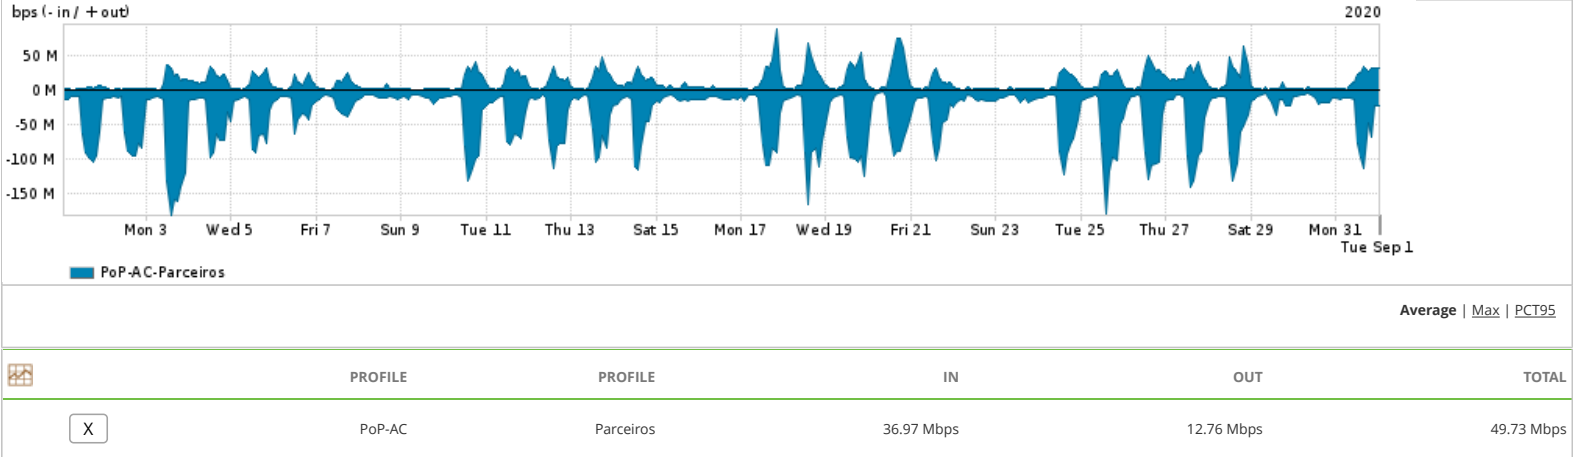 bps (- in / + out)
2020
50 M
0 M
-50 M
-100 M
-150 M
Mon 3 Wed 5 Fri 7 Sun 9 Tue 11 Thu 13 Sat 15 Mon 17 Wed 19 Fri 21 Sun 23 Tue 25 Thu 27 Sat 29 Mon 31
Tue Sep 1
PoP-AC-Parceiros
Average | Max | PCT95
PROFILE PROFILE IN OUT TOTAL
X PoP-AC Parceiros 36.97 Mbps 12.76 Mbps 49.73 Mbps